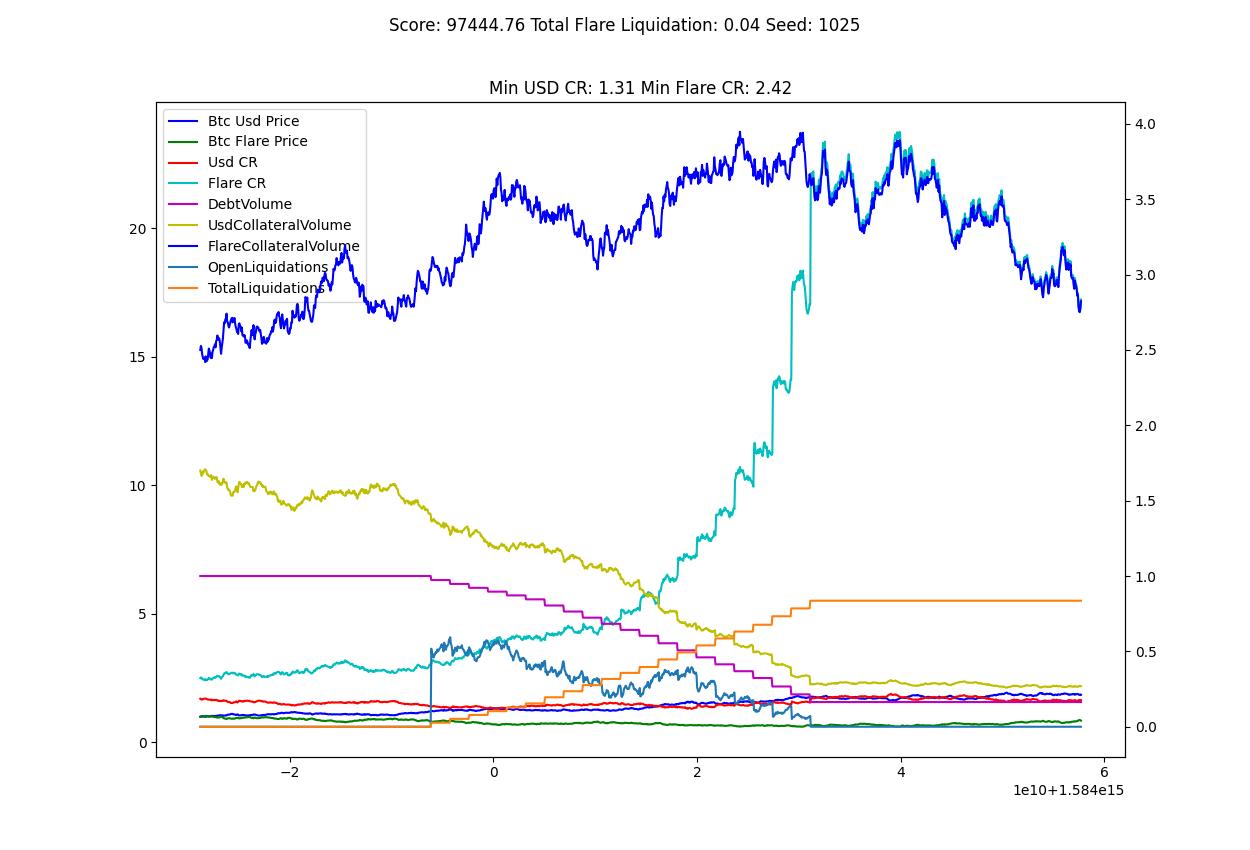 Score: 97444.76 Total Flare Liquidation: 0.04 Seed: 1025
Min USD CR: 1.31 Min Flare CR: 2.42
Btc Usd Price
Btc Flare Price
Usd CR
Flare CR
DebtVolume
UsdCollateralVolume
FlareCollateralVolume
OpenLiquidations
TotalLiquidations
20
15
10
5
0
4.0
3.5
3.0
2.5
2.0
1.5
1.0
0.5
0.0
−2 0 2 4 6
1e10+1.584e15